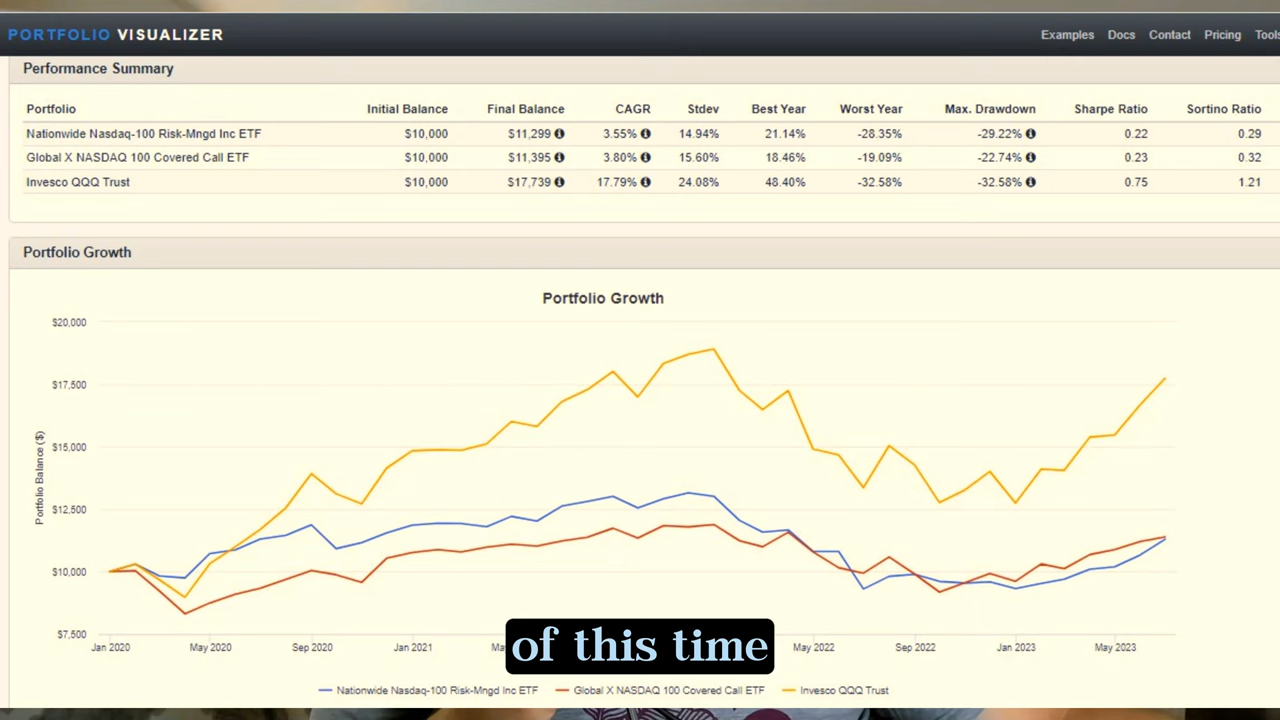 PORTFOLIO VISUALIZER Examples Docs Contact Pricing Tools
Performance Summary
Portfolio Initial Balance Final Balance CAGR Stdev Best Year Worst Year Max. Drawdown Sharpe Ratio Sortino Ratio
Nationwide Nasdaq-100 Risk-Mngd Inc ETF $10,000 $11,299 3.55% 14.94% 21.14% -28.35% -29.22% 0.22 0.29
Global X NASDAQ 100 Covered Call ETF $10,000 $11,395 3.80% 15.60% 18.46% -19.09% -22.74% 0.23 0.32
Invesco QQQ Trust $10,000 $17,739 17.79% 24.08% 48.40% -32.58% -32.58% 0.75 1.21
Portfolio Growth
Portfolio Growth
Portfolio Balance ($)
$20,000
$17,500
$15,000
$12,500
$10,000
$7,500
Jan 2020 May 2020 Sep 2020 Jan 2021 May 2022 Sep 2022 Jan 2023 May 2023
of this time
Nationwide Nasdaq-100 Risk-Mngd Inc ETF Global X NASDAQ 100 Covered Call ETF Invesco QQQ Trust